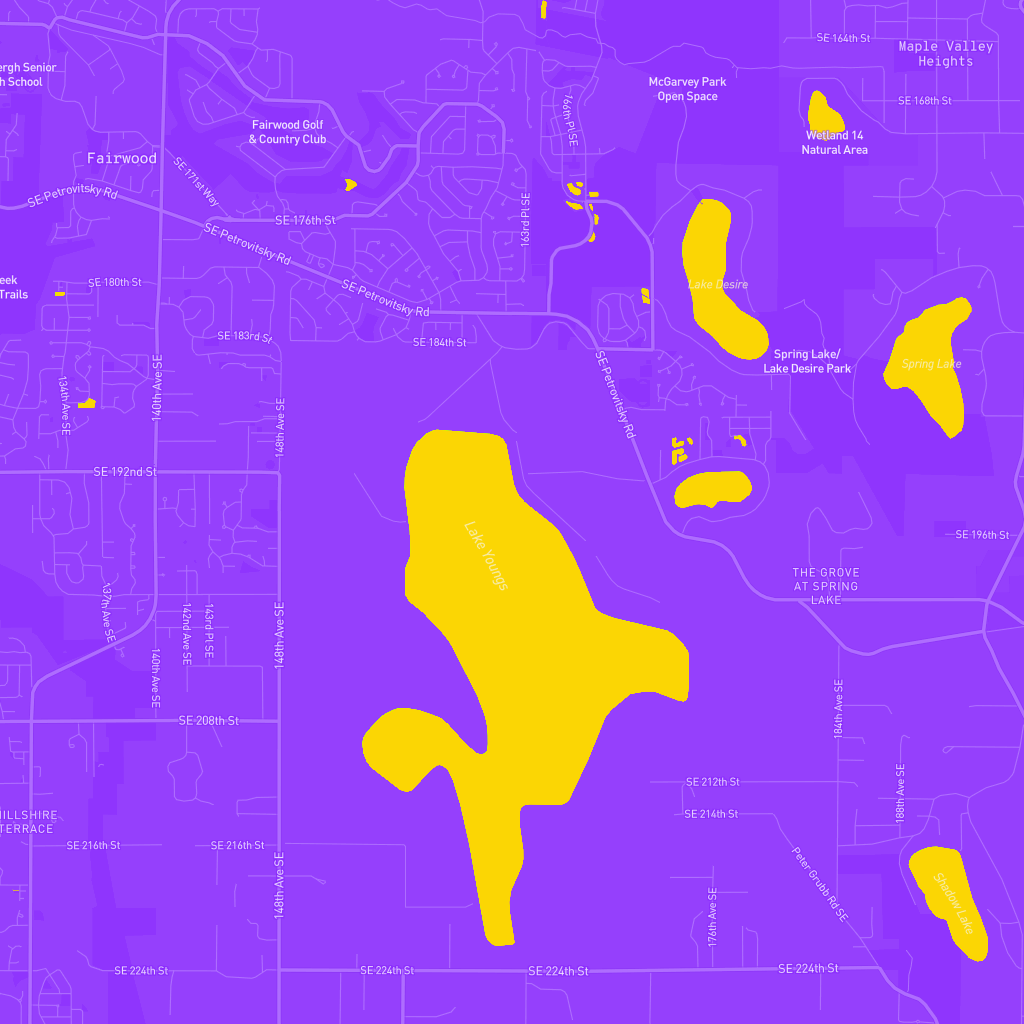 SE 164th St
Maple Valley
Heights
ergh Senior
h School
McGarvey Park
Open Space
SE 168th St
166th Pl SE
Fairwood Golf
& Country Club
Wetland 14
Natural Area
Fairwood
SE 171st Way
SE Petrovitsky Rd
163rd Pl SE
SE 176th St
SE Petrovitsky Rd
eek
Trails
SE 180th St
SE Petrovitsky Rd
Lake Desire
SE 183rd St
SE 184th St
Spring Lake/
Lake Desire Park
Spring Lake
134th Ave SE
140th Ave SE
148th Ave SE
SE Petrovitsky Rd
SE 192nd St
Lake Youngs
SE 196th St
THE GROVE
AT SPRING
LAKE
137th Ave SE
142nd Ave SE
143rd Pl SE
148th Ave SE
140th Ave SE
184th Ave SE
SE 208th St
SE 212th St
188th Ave SE
SE 214th St
HILLSHIRE
TERRACE
SE 216th St
SE 216th St
148th Ave SE
Peter Grubb Rd SE
Shadow Lake
176th Ave SE
SE 224th St
SE 224th St
SE 224th St
SE 224th St